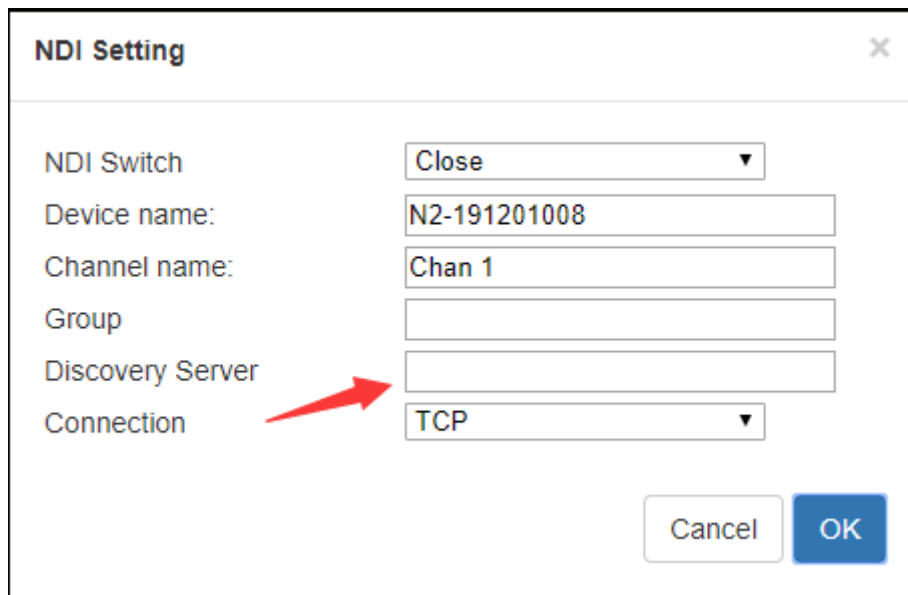 NDI Setting ×
NDI Switch Close
Device name: N2-191201008
Channel name: Chan 1
Group
Discovery Server
Connection TCP
Cancel OK